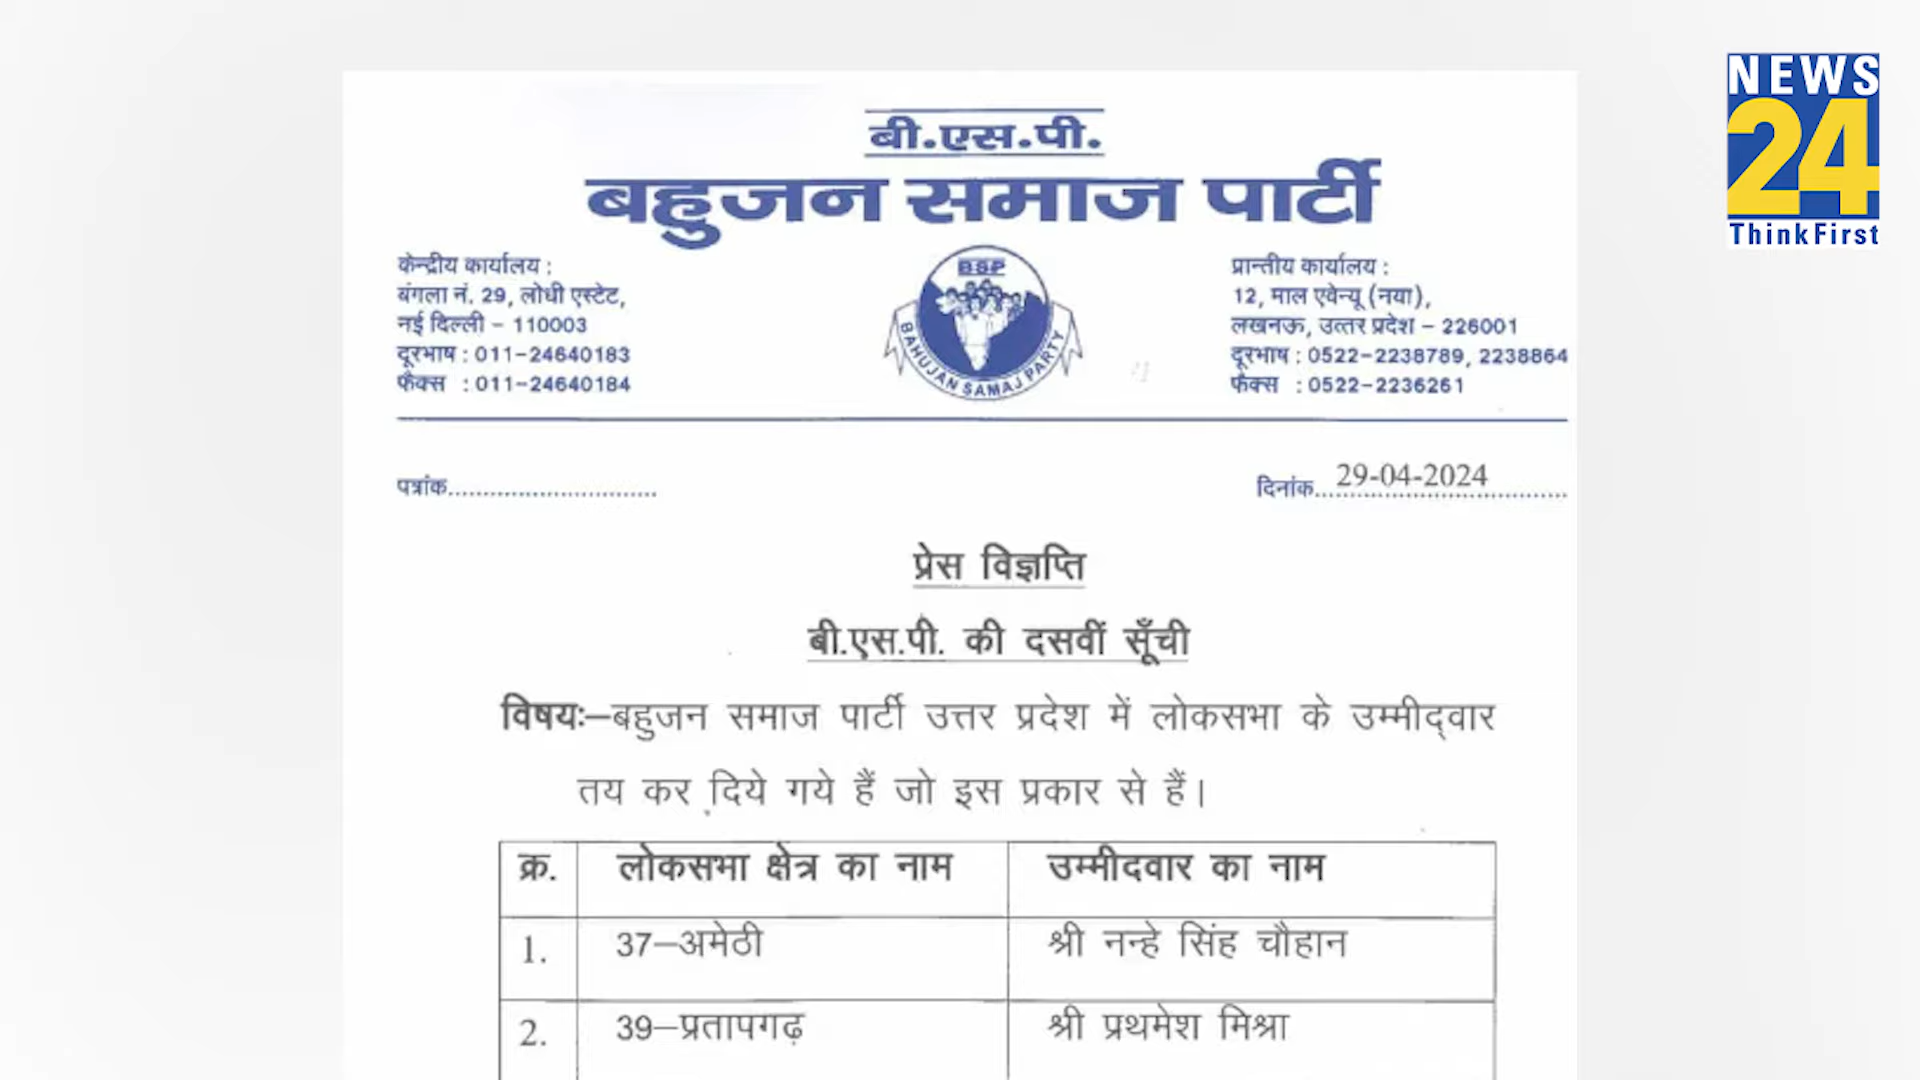 NEWS
24
ThinkFirst
बी.एस.पी.
बहुजन समाज पार्टी
केन्द्रीय कार्यालय :
बंगला नं. 29, लोधी एस्टेट,
नई दिल्ली – 110003
दूरभाष : 011–24640183
फैक्स : 011–24640184
BSP
BAHUJAN SAMAJ PARTY
प्रान्तीय कार्यालय :
12, माल एवेन्यू (नया),
लखनऊ, उत्तर प्रदेश – 226001
दूरभाष : 0522–2238789, 2238864
फैक्स : 0522–2236261
पत्रांक..............................
दिनांक.. 29-04-2024
प्रेस विज्ञप्ति
बी.एस.पी. की दसवीं सूँची
विषयः–बहुजन समाज पार्टी उत्तर प्रदेश में लोकसभा के उम्मीद्वार
तय कर दिये गये हैं जो इस प्रकार से हैं।
क्र. लोकसभा क्षेत्र का नाम उम्मीदवार का नाम
1. 37–अमेठी श्री नन्हे सिंह चौहान
2. 39–प्रतापगढ़ श्री प्रथमेश मिश्रा